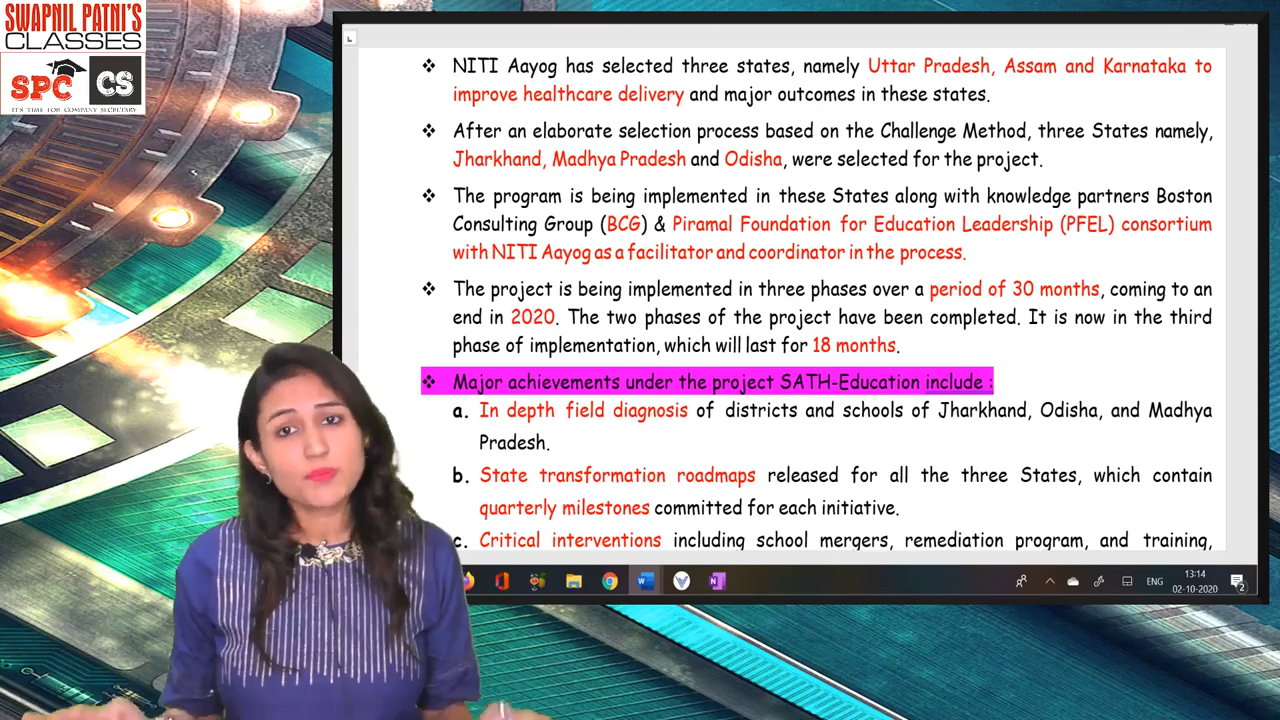 SWAPNIL PATNI'S
CLASSES
SPC CS
IT'S TIME FOR COMPANY SECRETARY
❖ NITI Aayog has selected three states, namely Uttar Pradesh, Assam and Karnataka to
improve healthcare delivery and major outcomes in these states.
❖ After an elaborate selection process based on the Challenge Method, three States namely,
Jharkhand, Madhya Pradesh and Odisha, were selected for the project.
❖ The program is being implemented in these States along with knowledge partners Boston
Consulting Group (BCG) & Piramal Foundation for Education Leadership (PFEL) consortium
with NITI Aayog as a facilitator and coordinator in the process.
❖ The project is being implemented in three phases over a period of 30 months, coming to an
end in 2020. The two phases of the project have been completed. It is now in the third
phase of implementation, which will last for 18 months.
❖ Major achievements under the project SATH-Education include :
a. In depth field diagnosis of districts and schools of Jharkhand, Odisha, and Madhya
Pradesh.
b. State transformation roadmaps released for all the three States, which contain
quarterly milestones committed for each initiative.
c. Critical interventions including school mergers, remediation program, and training,
ENG
13:14
02-10-2020
2